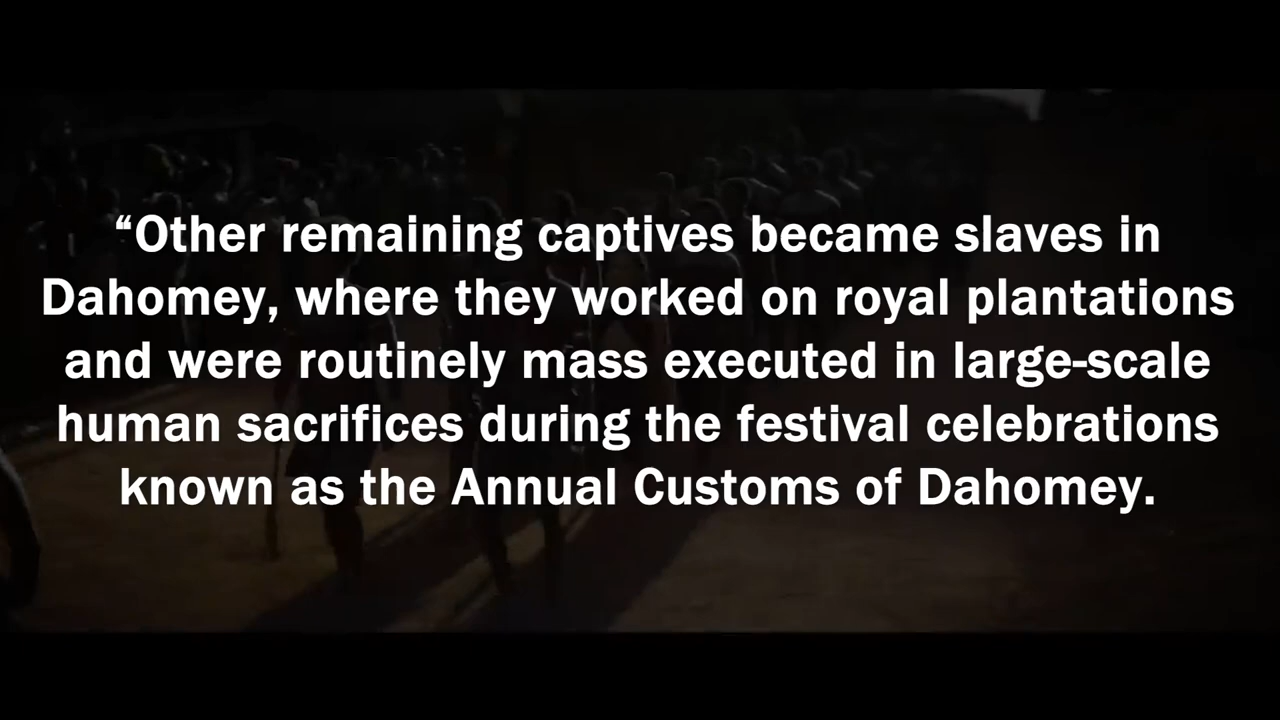 “Other remaining captives became slaves in
Dahomey, where they worked on royal plantations
and were routinely mass executed in large-scale
human sacrifices during the festival celebrations
known as the Annual Customs of Dahomey.